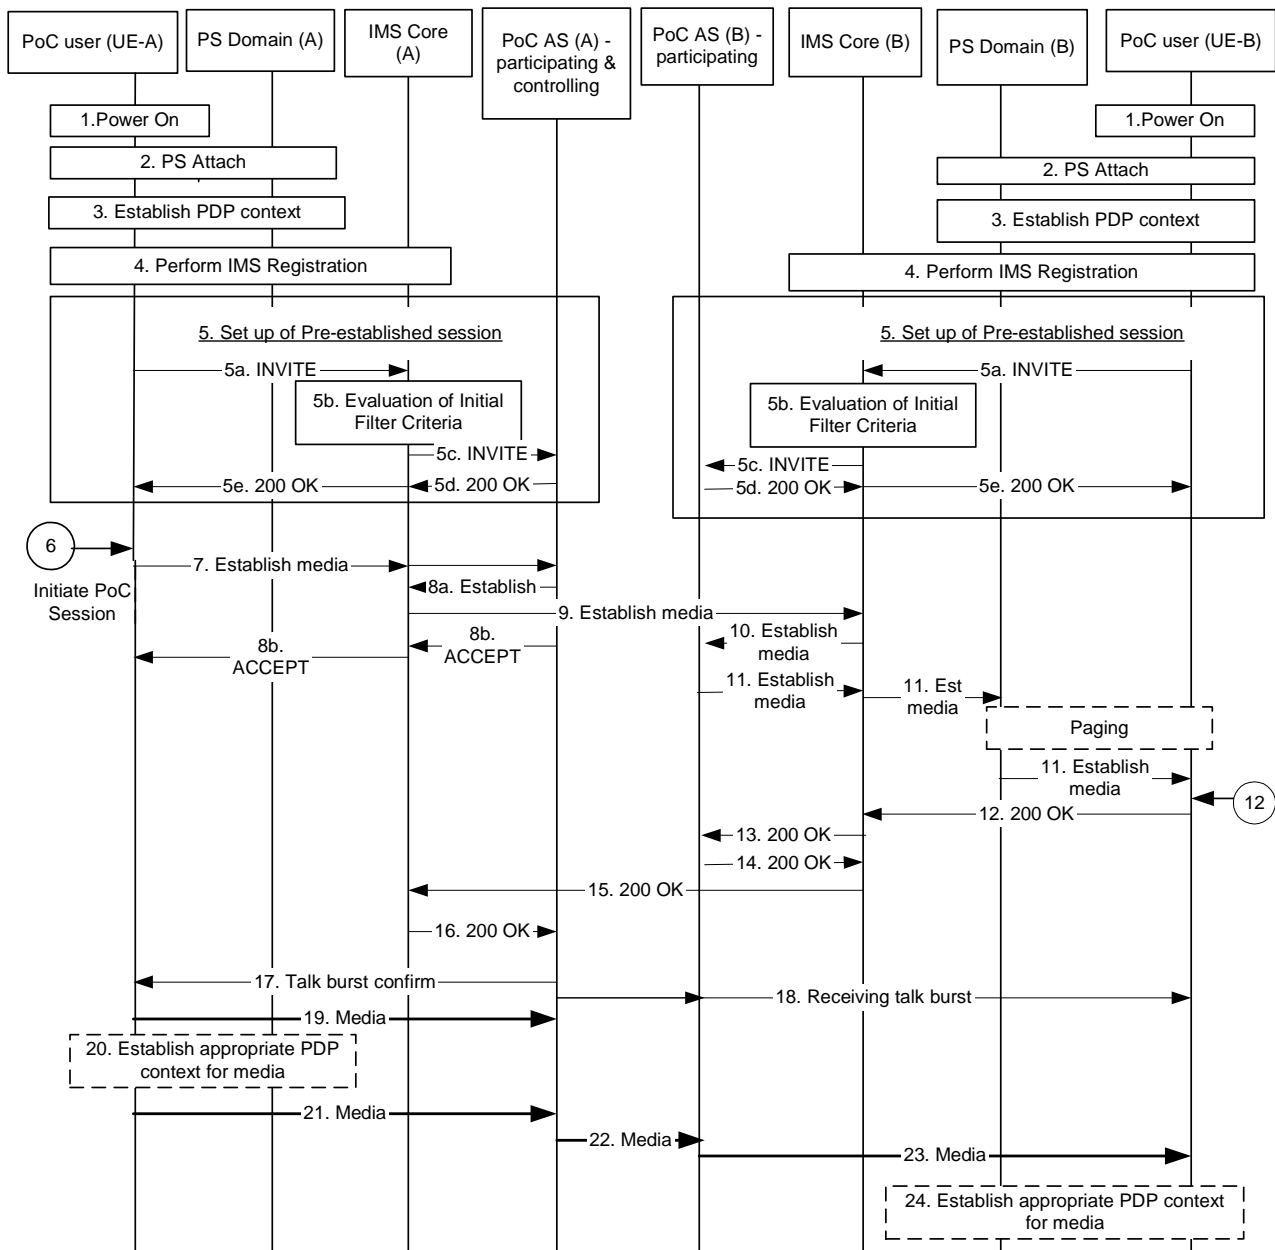 PoC user (UE-A)
PS Domain (A)
IMS Core
(A)
PoC AS (A) -
participating &
controlling
PoC AS (B) -
participating
IMS Core (B)
PS Domain (B)
PoC user (UE-B)
1.Power On
1.Power On
2. PS Attach
2. PS Attach
3. Establish PDP context
3. Establish PDP context
4. Perform IMS Registration
4. Perform IMS Registration
5. Set up of Pre-established session
5. Set up of Pre-established session
5a. INVITE
5a. INVITE
5b. Evaluation of Initial
Filter Criteria
5b. Evaluation of Initial
Filter Criteria
5c. INVITE
5c. INVITE
5e. 200 OK
5d. 200 OK
5d. 200 OK
5e. 200 OK
6
Initiate PoC
Session
7. Establish media
8a. Establish
9. Establish media
8b.
ACCEPT
8b.
ACCEPT
10. Establish
media
11. Establish
media
11. Est
media
Paging
11. Establish
media
12
12. 200 OK
13. 200 OK
14. 200 OK
15. 200 OK
16. 200 OK
17. Talk burst confirm
18. Receiving talk burst
19. Media
20. Establish appropriate PDP
context for media
21. Media
22. Media
23. Media
24. Establish appropriate PDP context
for media